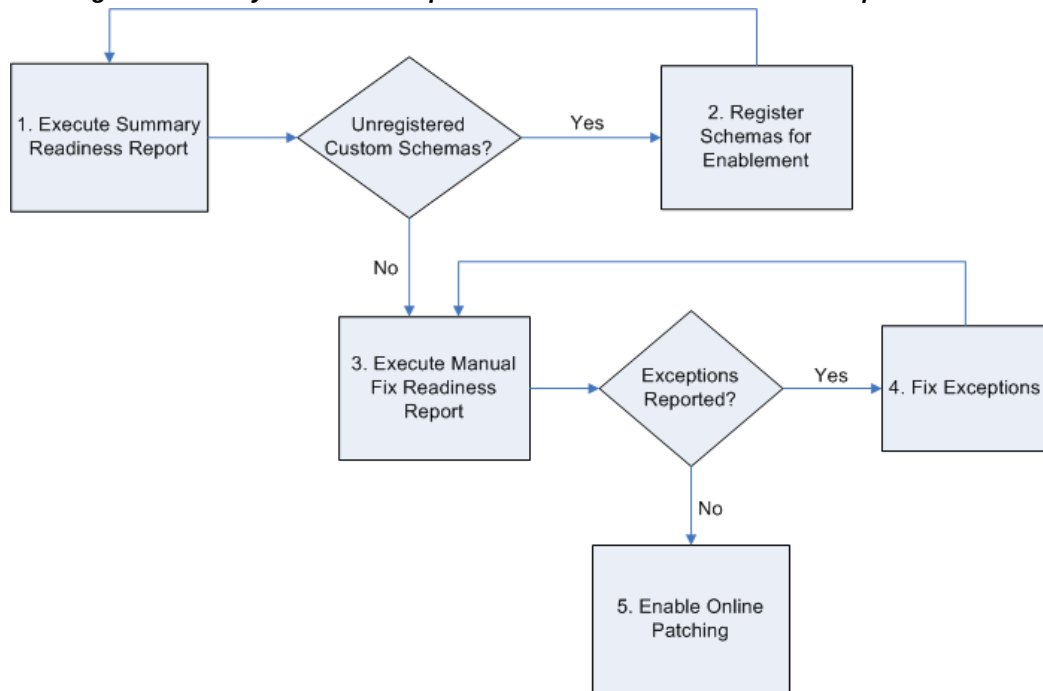 1. Execute Summary
Readiness Report
Unregistered
Custom Schemas?
Yes
2. Register
Schemas for
Enablement
No
3. Execute Manual
Fix Readiness
Report
Exceptions
Reported?
Yes
4. Fix Exceptions
No
5. Enable Online
Patching